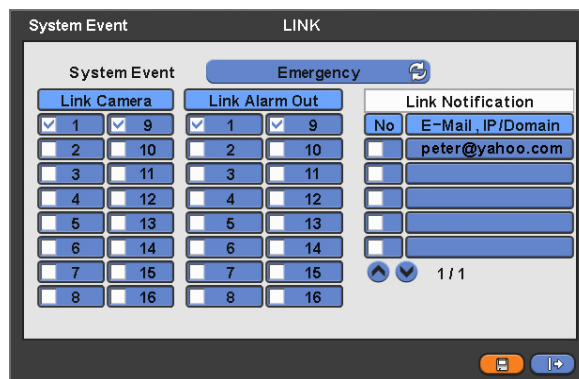 System Event LINK
System Event Emergency
Link Camera Link Alarm Out Link Notification
1 9 1 9 No E-Mail , IP/Domain
2 10 2 10 peter@yahoo.com
3 11 3 11
4 12 4 12
5 13 5 13
6 14 6 14
7 15 7 15 1/1
8 16 8 16